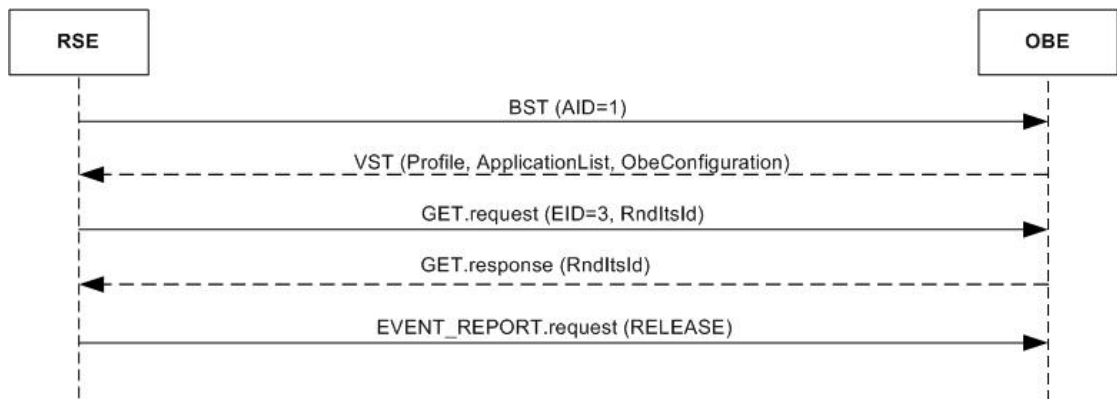 RSE
OBE
BST (AID=1)
VST (Profile, ApplicationList, ObeConfiguration)
GET.request (EID=3, RndItsId)
GET.response (RndItsId)
EVENT_REPORT.request (RELEASE)